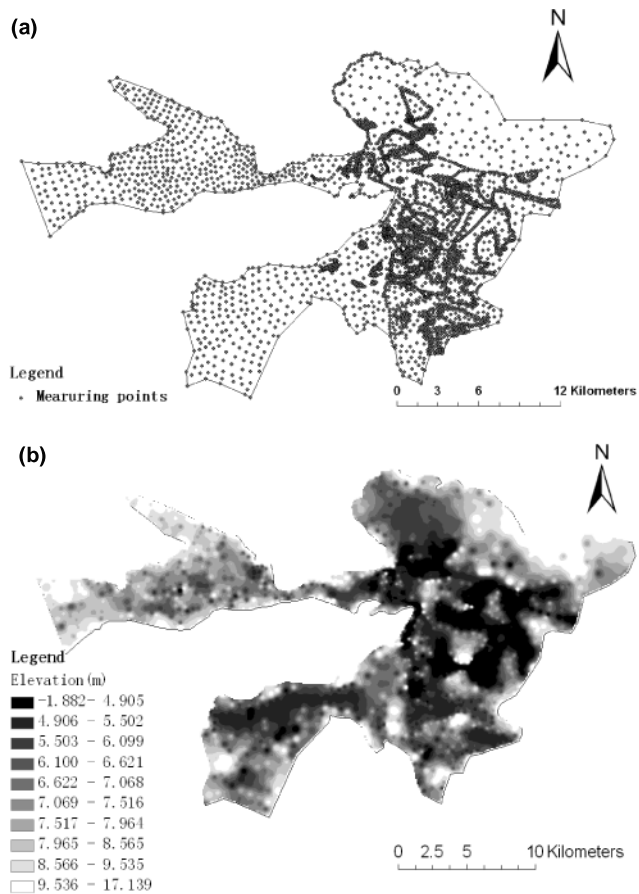 (a)
N
Legend
Mearuring points
0 3 6 12 Kilometers
(b)
N
Legend
Elevation(m)
-1.882- 4.905
4.906 - 5.502
5.503 - 6.099
6.100 - 6.621
6.622 - 7.068
7.069 - 7.516
7.517 - 7.964
7.965 - 8.565
8.566 - 9.535
9.536 - 17.139
0 2.5 5 10 Kilometers